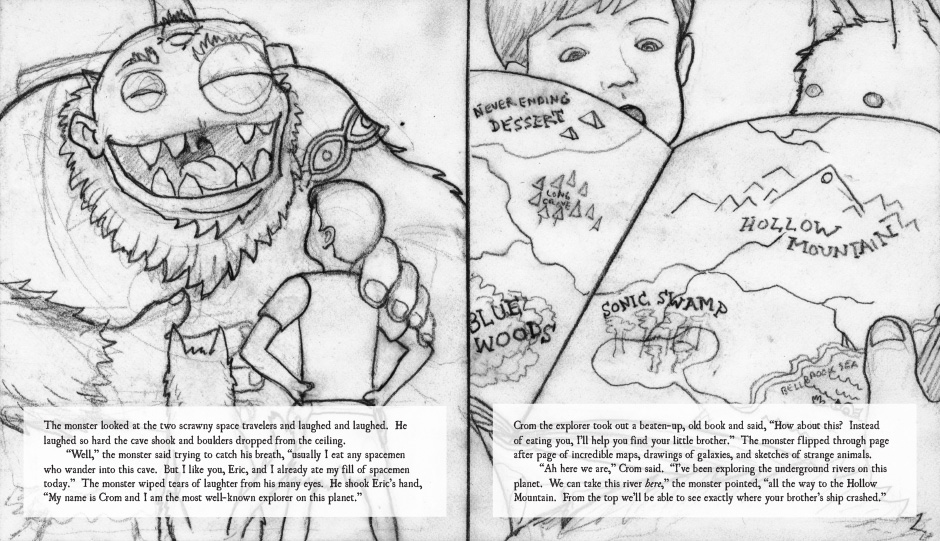 The monster looked at the two scrawny space travelers and laughed and laughed.  He
laughed so hard the cave shook and boulders dropped from the ceiling.
"Well," the monster said trying to catch his breath, "usually I eat any spacemen
who wander into this cave.  But I like you, Eric, and I already ate my fill of spacemen
today."  The monster wiped tears of laughter from his many eyes.  He shook Eric's hand,
"My name is Crom and I am the most well-known explorer on this planet."
NEVER ENDING
DESSERT
LONG
HOLLOW
MOUNTAIN
BLUE
WOODS
SONIC SWAMP
BELLBROOK SEA
Crom the explorer took out a beaten-up, old book and said, "How about this?  Instead
of eating you, I'll help you find your little brother."  The monster flipped through page
after page of incredible maps, drawings of galaxies, and sketches of strange animals.
"Ah here we are," Crom said.  "I've been exploring the underground rivers on this
planet.  We can take this river here," the monster pointed, "all the way to the Hollow
Mountain.  From the top we'll be able to see exactly where your brother's ship crashed."